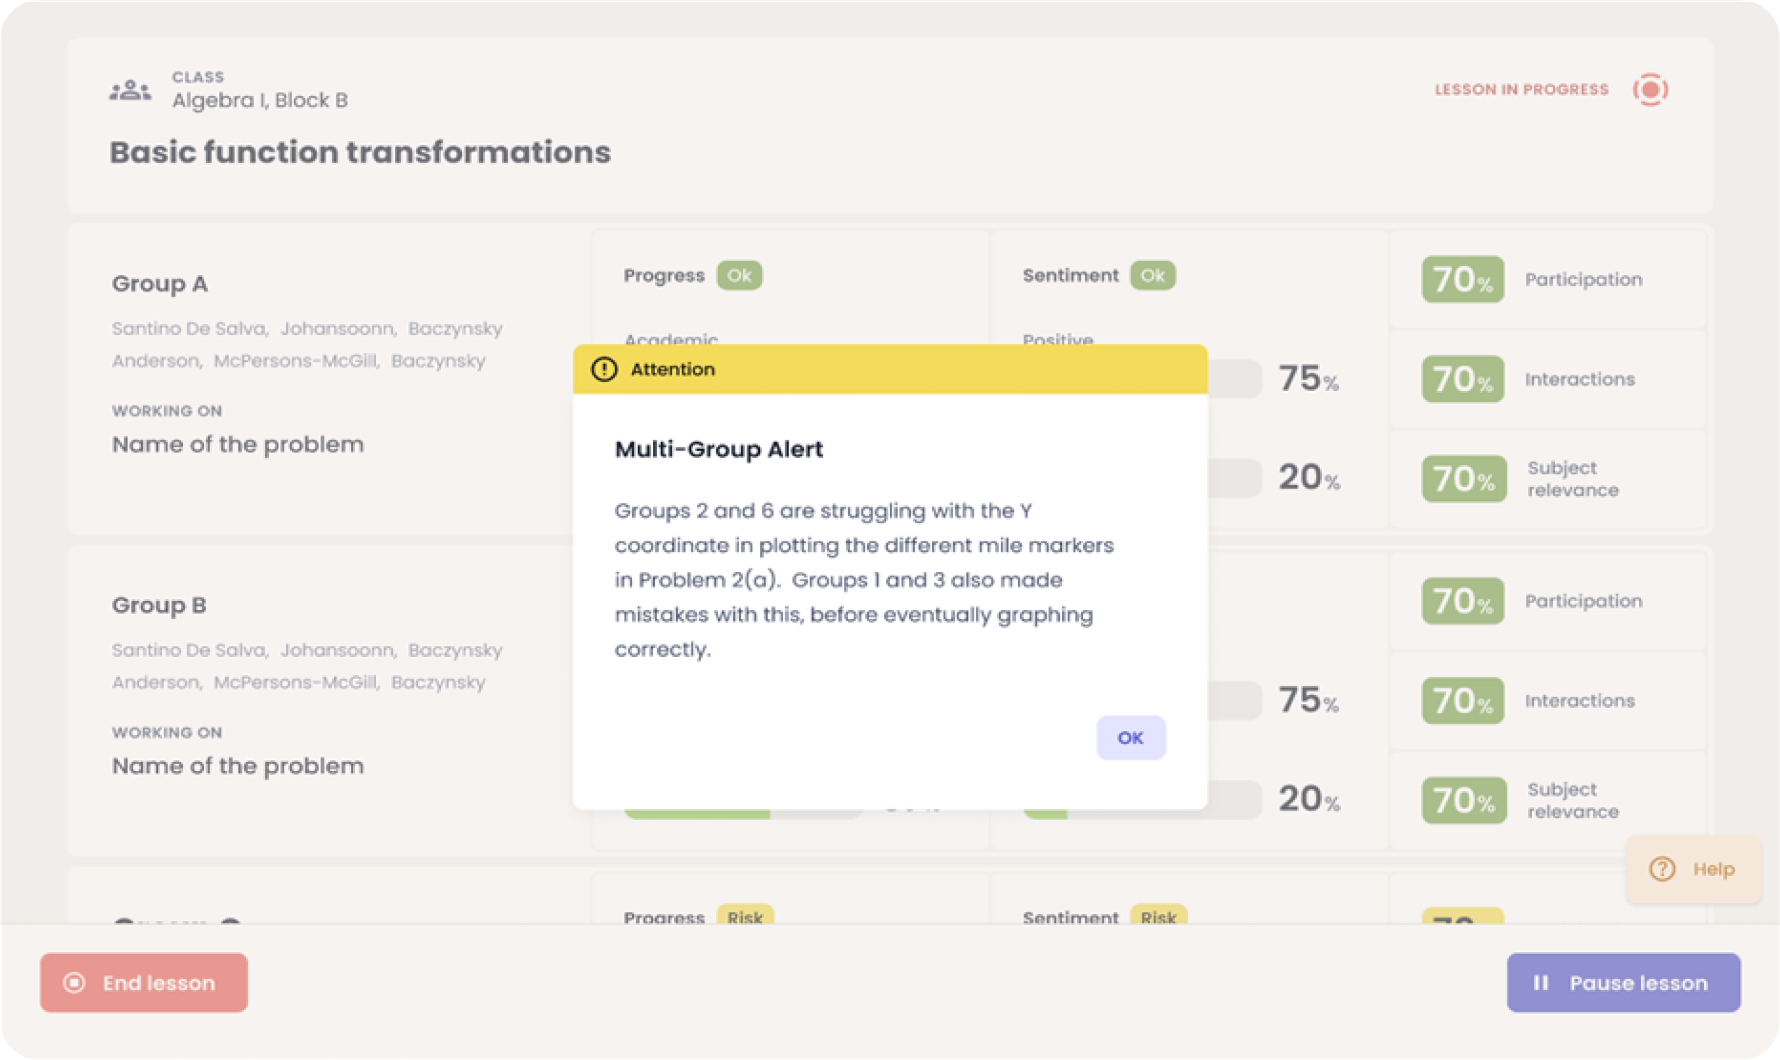 CLASS
Algebra I, Block B
LESSON IN PROGRESS
Basic function transformations
Group A
Santino De Salva, Johansoonn, Baczynsky
Anderson, McPersons-McGill, Baczynsky
WORKING ON
Name of the problem
Progress Ok
Academic
Sentiment Ok
Positive
75%
20%
70% Participation
70% Interactions
70% Subject
relevance
Attention
Multi-Group Alert
Groups 2 and 6 are struggling with the Y
coordinate in plotting the different mile markers
in Problem 2(a). Groups 1 and 3 also made
mistakes with this, before eventually graphing
correctly.
OK
Group B
Santino De Salva, Johansoonn, Baczynsky
Anderson, McPersons-McGill, Baczynsky
WORKING ON
Name of the problem
75%
20%
70% Participation
70% Interactions
70% Subject
relevance
Progress Risk
Sentiment Risk
Help
End lesson
Pause lesson